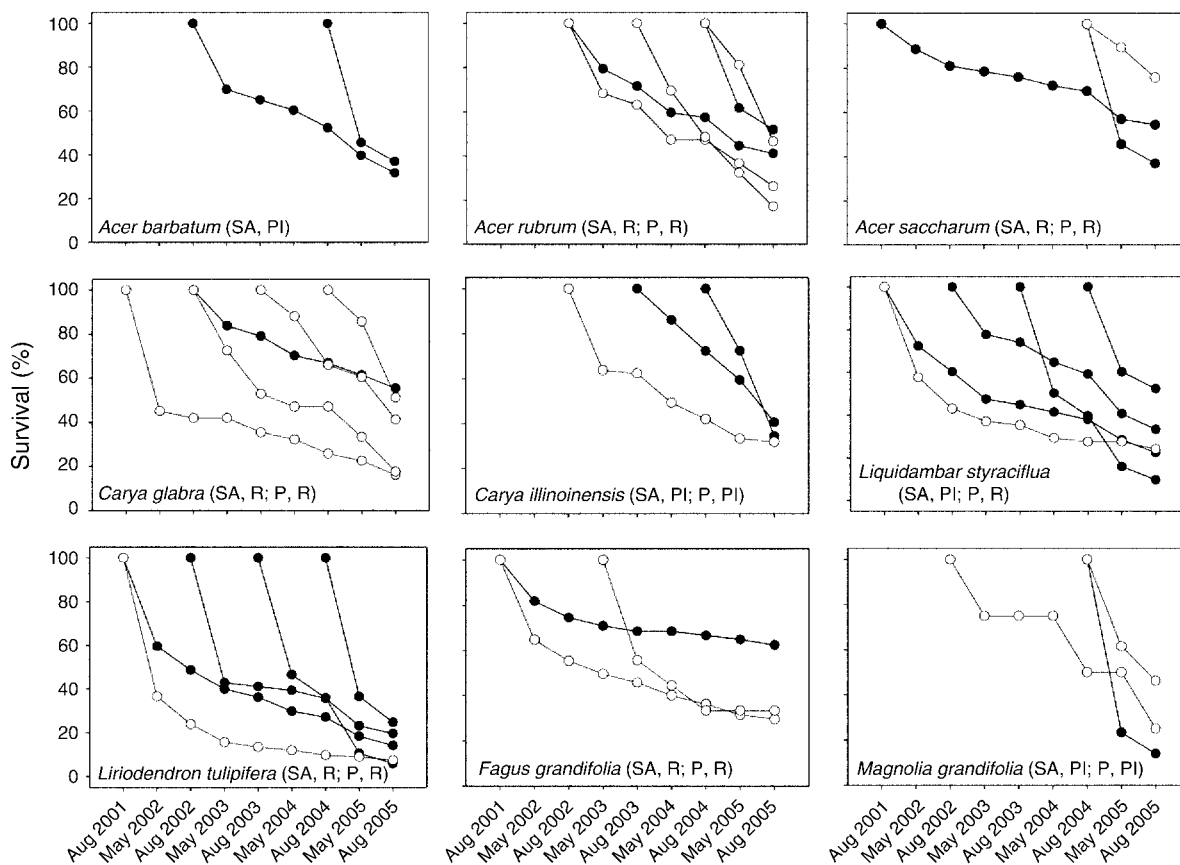 100
80
60
40
20
0
Acer barbatum (SA, PI)
Acer rubrum (SA, R; P, R)
Acer saccharum (SA, R; P, R)
Survival (%)
100
80
60
40
20
0
Carya glabra (SA, R; P, R)
Carya illinoinensis (SA, PI; P, PI)
Liquidambar styraciflua
(SA, PI; P, R)
100
80
60
40
20
0
Liriodendron tulipifera (SA, R; P, R)
Fagus grandifolia (SA, R; P, R)
Magnolia grandifolia (SA, PI; P, PI)
Aug 2001
May 2002
Aug 2002
May 2003
Aug 2003
May 2004
Aug 2004
May 2005
Aug 2005
Aug 2001
May 2002
Aug 2002
May 2003
Aug 2003
May 2004
Aug 2004
May 2005
Aug 2005
Aug 2001
May 2002
Aug 2002
May 2003
Aug 2003
May 2004
Aug 2004
May 2005
Aug 2005